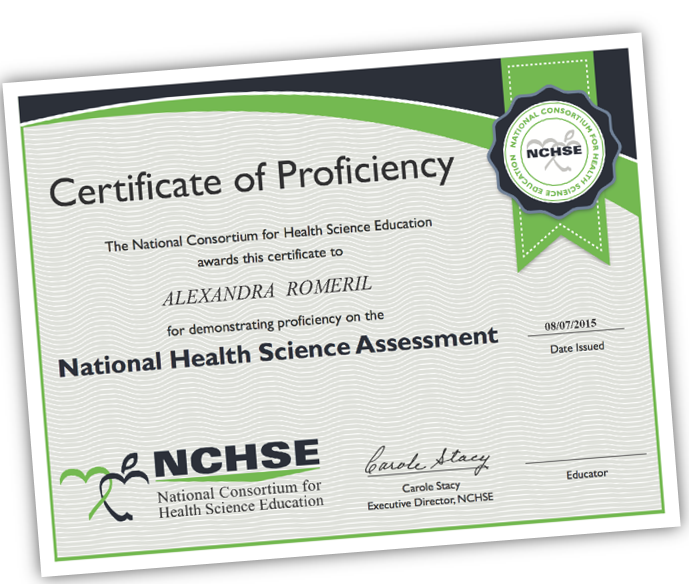 Certificate of Proficiency
NATIONAL CONSORTIUM FOR HEALTH SCIENCE EDUCATION
NCHSE
The National Consortium for Health Science Education
awards this certificate to
ALEXANDRA ROMERIL
for demonstrating proficiency on the
National Health Science Assessment
08/07/2015
Date Issued
NCHSE
National Consortium for
Health Science Education
Carole Stacy
Carole Stacy
Executive Director, NCHSE
Educator